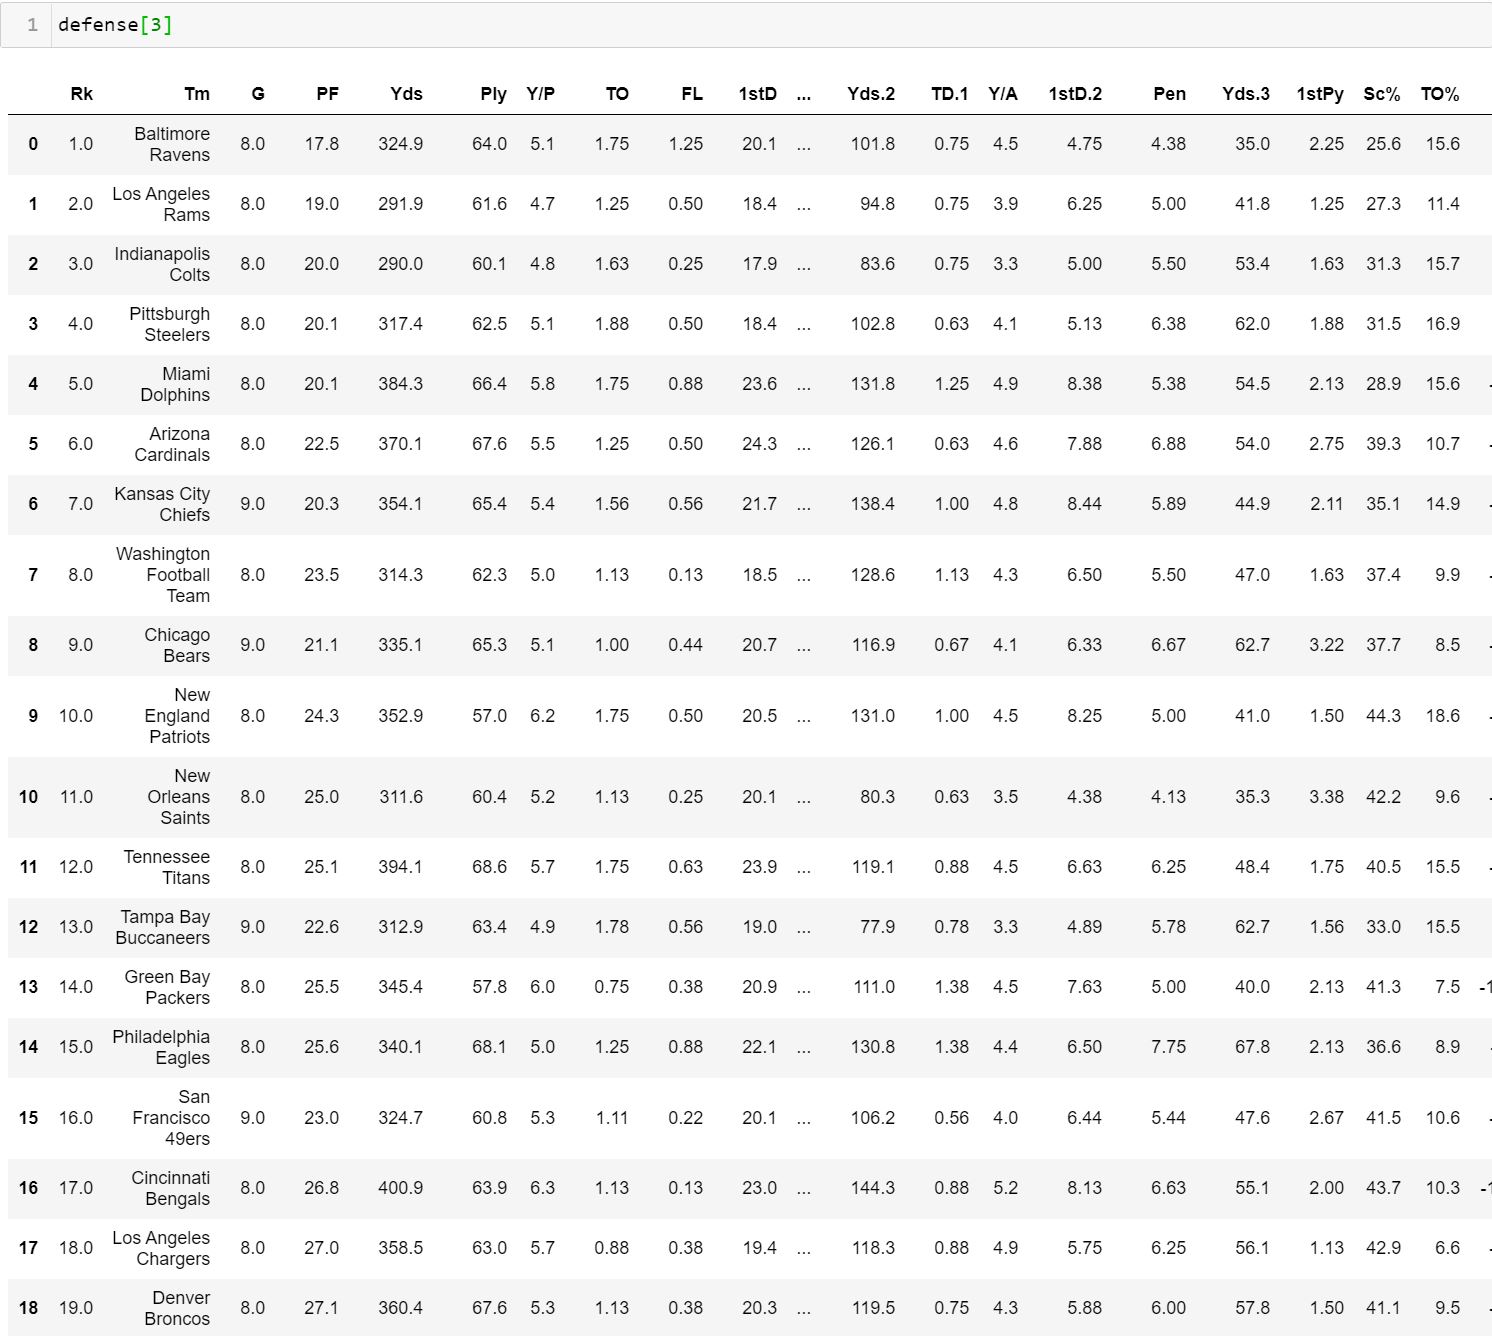 1 defense[3]
Rk Tm G PF Yds Ply Y/P TO FL 1stD ... Yds.2 TD.1 Y/A 1stD.2 Pen Yds.3 1stPy Sc% TO%
0 1.0 Baltimore Ravens 8.0 17.8 324.9 64.0 5.1 1.75 1.25 20.1 ... 101.8 0.75 4.5 4.75 4.38 35.0 2.25 25.6 15.6
1 2.0 Los Angeles Rams 8.0 19.0 291.9 61.6 4.7 1.25 0.50 18.4 ... 94.8 0.75 3.9 6.25 5.00 41.8 1.25 27.3 11.4
2 3.0 Indianapolis Colts 8.0 20.0 290.0 60.1 4.8 1.63 0.25 17.9 ... 83.6 0.75 3.3 5.00 5.50 53.4 1.63 31.3 15.7
3 4.0 Pittsburgh Steelers 8.0 20.1 317.4 62.5 5.1 1.88 0.50 18.4 ... 102.8 0.63 4.1 5.13 6.38 62.0 1.88 31.5 16.9
4 5.0 Miami Dolphins 8.0 20.1 384.3 66.4 5.8 1.75 0.88 23.6 ... 131.8 1.25 4.9 8.38 5.38 54.5 2.13 28.9 15.6 -
5 6.0 Arizona Cardinals 8.0 22.5 370.1 67.6 5.5 1.25 0.50 24.3 ... 126.1 0.63 4.6 7.88 6.88 54.0 2.75 39.3 10.7 -
6 7.0 Kansas City Chiefs 9.0 20.3 354.1 65.4 5.4 1.56 0.56 21.7 ... 138.4 1.00 4.8 8.44 5.89 44.9 2.11 35.1 14.9 -
7 8.0 Washington Football Team 8.0 23.5 314.3 62.3 5.0 1.13 0.13 18.5 ... 128.6 1.13 4.3 6.50 5.50 47.0 1.63 37.4 9.9 -
8 9.0 Chicago Bears 9.0 21.1 335.1 65.3 5.1 1.00 0.44 20.7 ... 116.9 0.67 4.1 6.33 6.67 62.7 3.22 37.7 8.5 -
9 10.0 New England Patriots 8.0 24.3 352.9 57.0 6.2 1.75 0.50 20.5 ... 131.0 1.00 4.5 8.25 5.00 41.0 1.50 44.3 18.6 -
10 11.0 New Orleans Saints 8.0 25.0 311.6 60.4 5.2 1.13 0.25 20.1 ... 80.3 0.63 3.5 4.38 4.13 35.3 3.38 42.2 9.6 -
11 12.0 Tennessee Titans 8.0 25.1 394.1 68.6 5.7 1.75 0.63 23.9 ... 119.1 0.88 4.5 6.63 6.25 48.4 1.75 40.5 15.5 -
12 13.0 Tampa Bay Buccaneers 9.0 22.6 312.9 63.4 4.9 1.78 0.56 19.0 ... 77.9 0.78 3.3 4.89 5.78 62.7 1.56 33.0 15.5
13 14.0 Green Bay Packers 8.0 25.5 345.4 57.8 6.0 0.75 0.38 20.9 ... 111.0 1.38 4.5 7.63 5.00 40.0 2.13 41.3 7.5 -1
14 15.0 Philadelphia Eagles 8.0 25.6 340.1 68.1 5.0 1.25 0.88 22.1 ... 130.8 1.38 4.4 6.50 7.75 67.8 2.13 36.6 8.9 -
15 16.0 San Francisco 49ers 9.0 23.0 324.7 60.8 5.3 1.11 0.22 20.1 ... 106.2 0.56 4.0 6.44 5.44 47.6 2.67 41.5 10.6 -
16 17.0 Cincinnati Bengals 8.0 26.8 400.9 63.9 6.3 1.13 0.13 23.0 ... 144.3 0.88 5.2 8.13 6.63 55.1 2.00 43.7 10.3 -1
17 18.0 Los Angeles Chargers 8.0 27.0 358.5 63.0 5.7 0.88 0.38 19.4 ... 118.3 0.88 4.9 5.75 6.25 56.1 1.13 42.9 6.6 -
18 19.0 Denver Broncos 8.0 27.1 360.4 67.6 5.3 1.13 0.38 20.3 ... 119.5 0.75 4.3 5.88 6.00 57.8 1.50 41.1 9.5 -